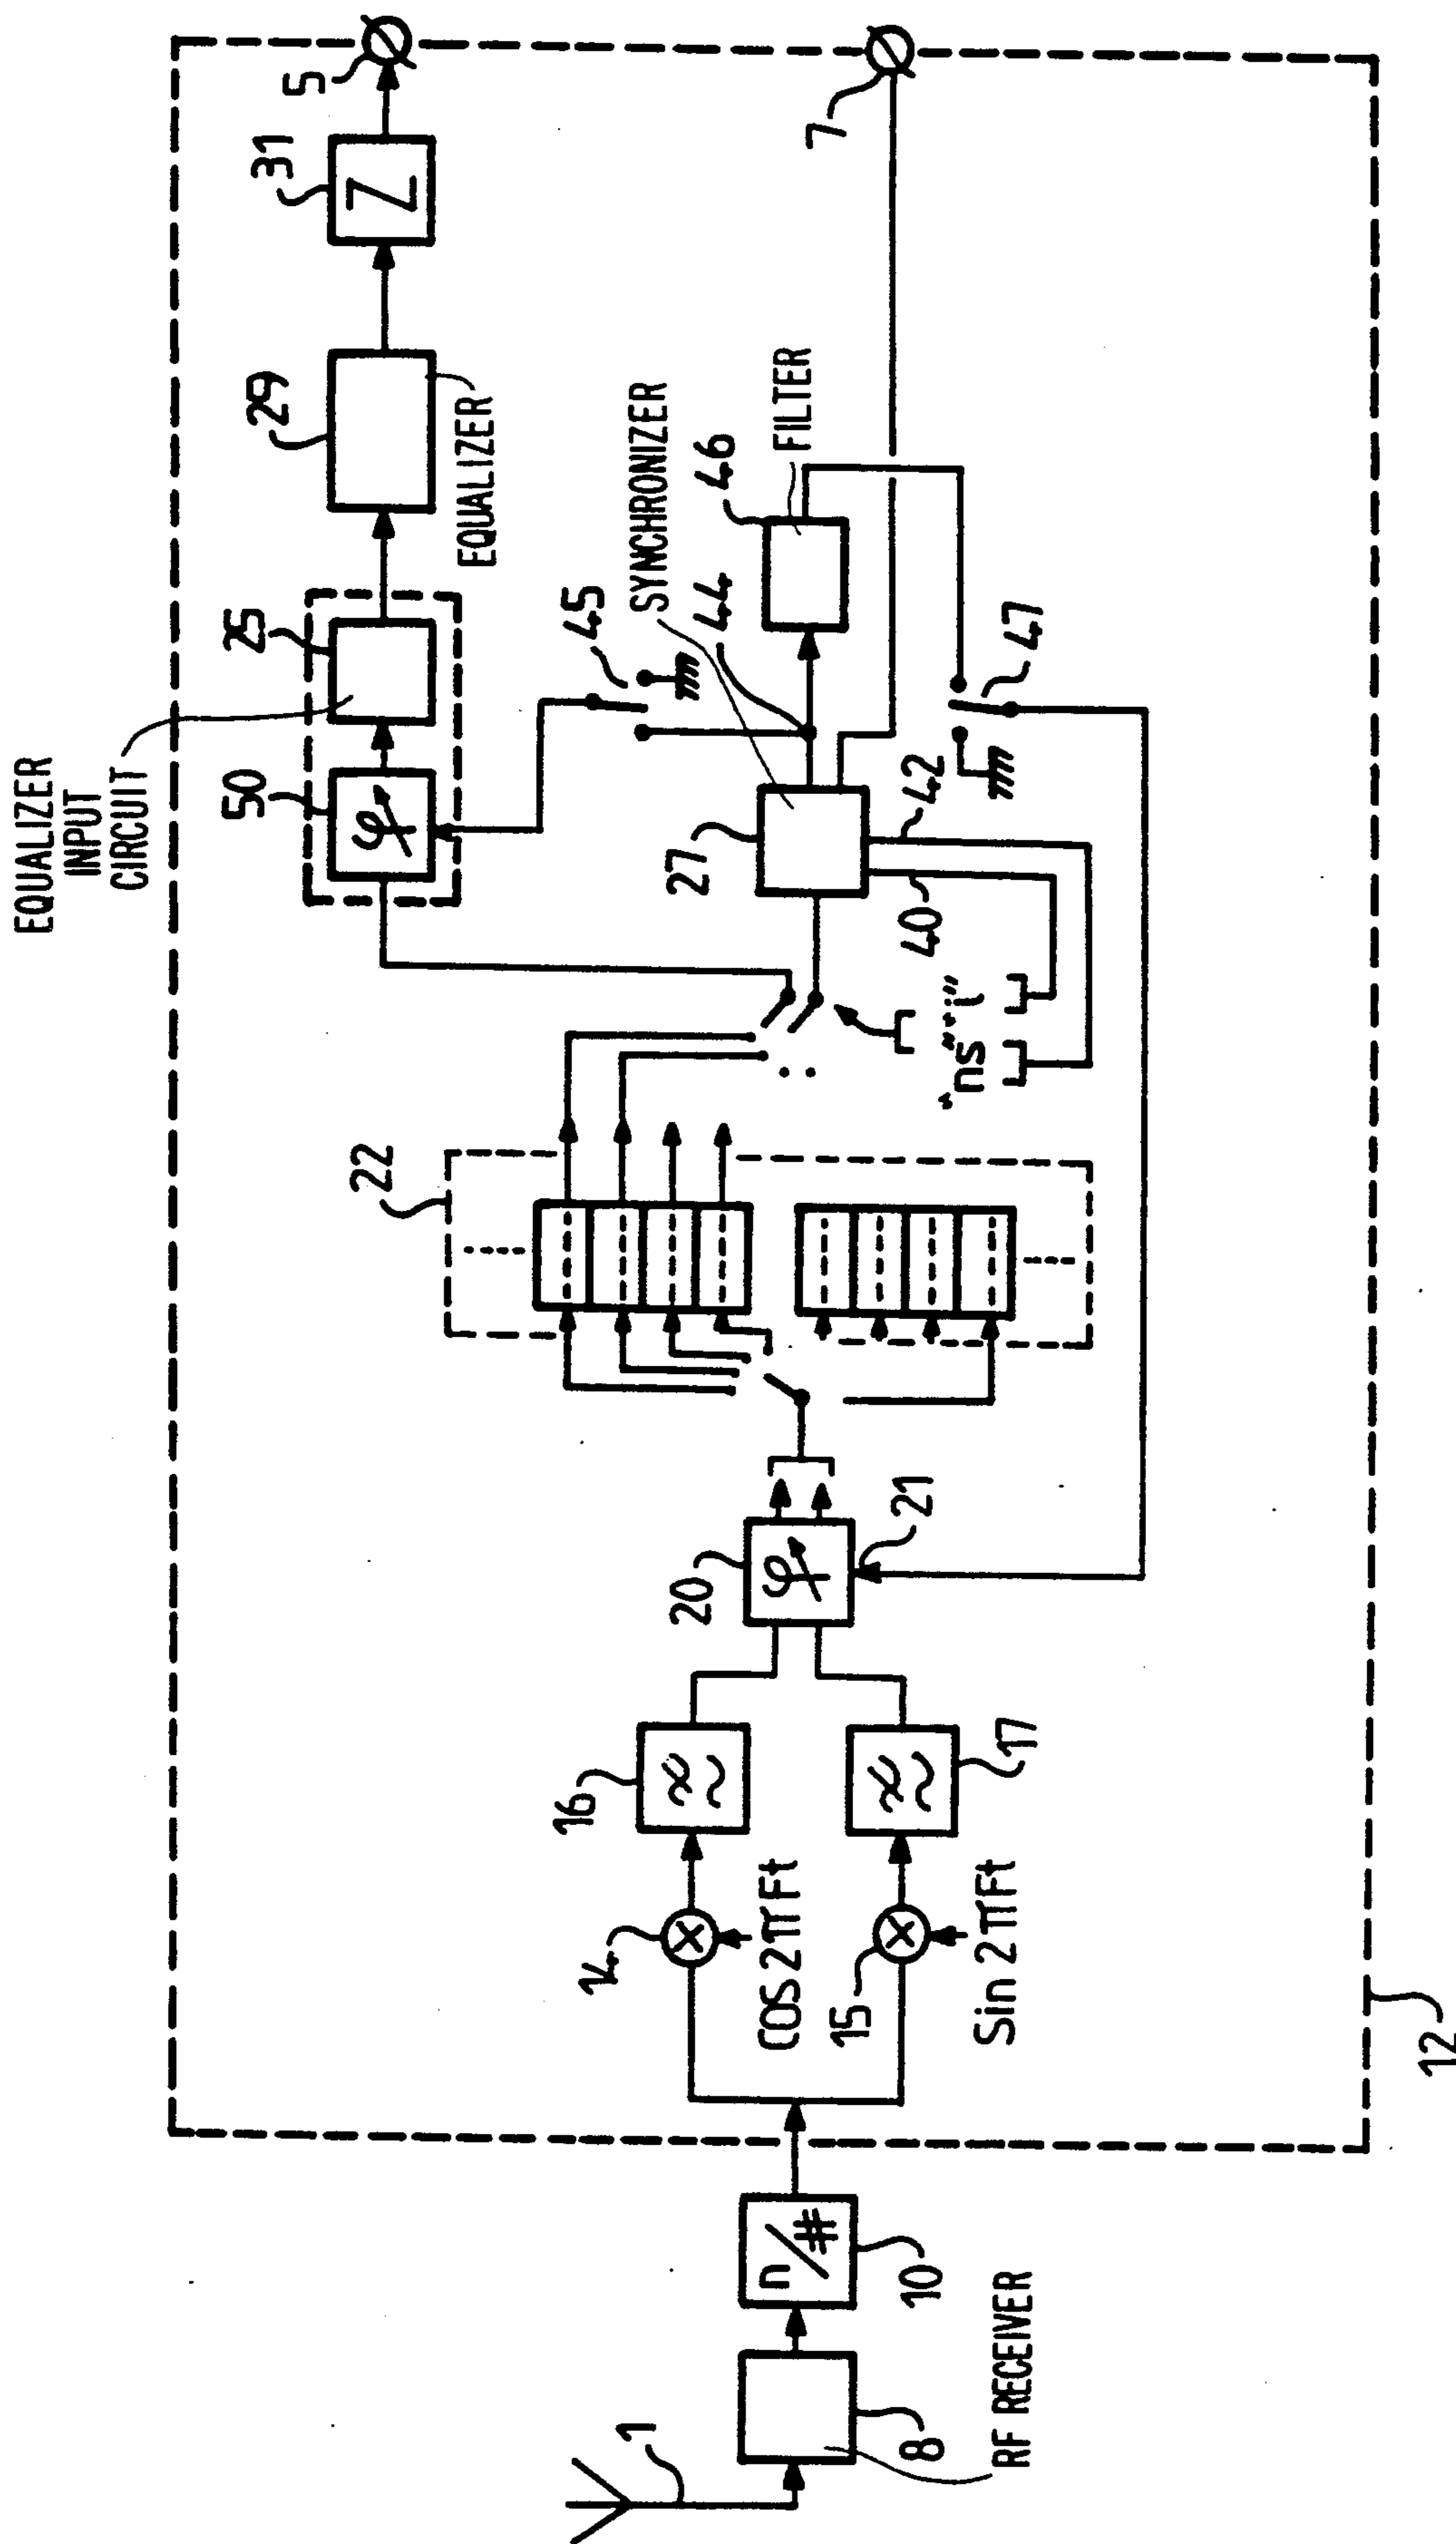 EQUALIZER
INPUT
CIRCUIT
50
25
29
31
5
φ
Z
22
EQUALIZER
45
1
14
16
SYNCHRONIZER
20
27
44
46
φ
FILTER
COS 2πFt
n/#
7
15
8
10
21
40
42
"ns" "i"
Sin 2πFt
RF RECEIVER
17
47
12